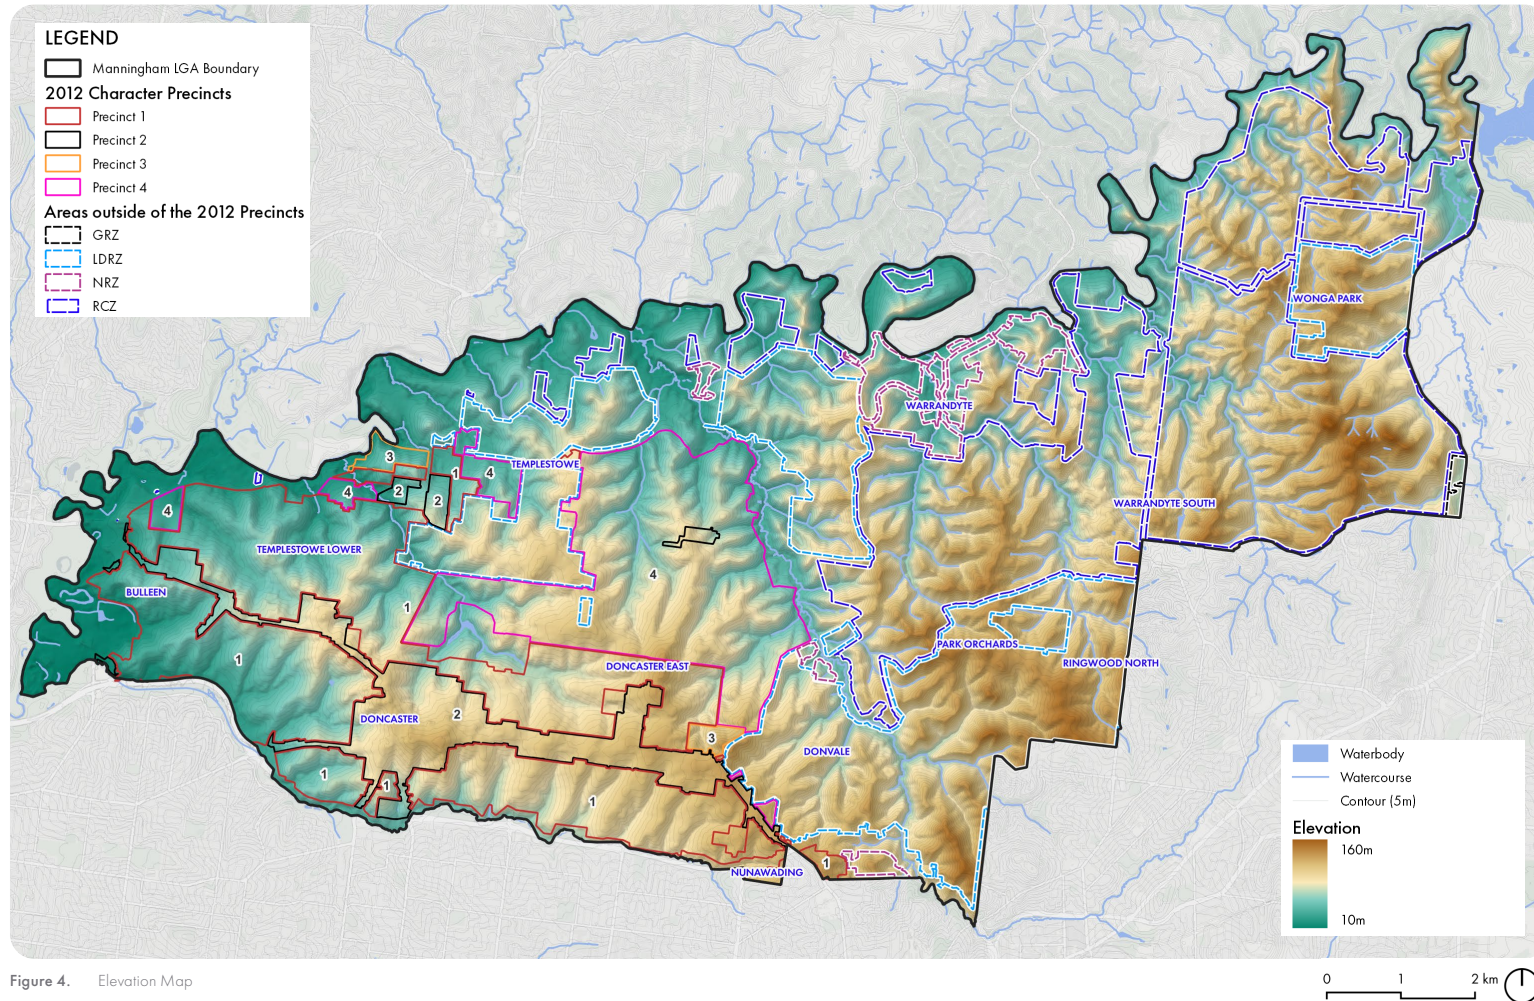 LEGEND
Manningham LGA Boundary
2012 Character Precincts
Precinct 1
Precinct 2
Precinct 3
Precinct 4
Areas outside of the 2012 Precincts
GRZ
LDRZ
NRZ
RCZ
WONGA PARK
WARRANDYTE
3
1
4
TEMPLESTOWE
4
2
2
4
WARRANDYTE SOUTH
TEMPLESTOWE LOWER
4
BULLEEN
1
PARK ORCHARDS
1
DONCASTER EAST
RINGWOOD NORTH
2
DONCASTER
3
DONVALE
1
1
1
1
NUNAWADING
Waterbody
Watercourse
Contour (5m)
Elevation
160m
10m
Figure 4. Elevation Map
0 1 2 km